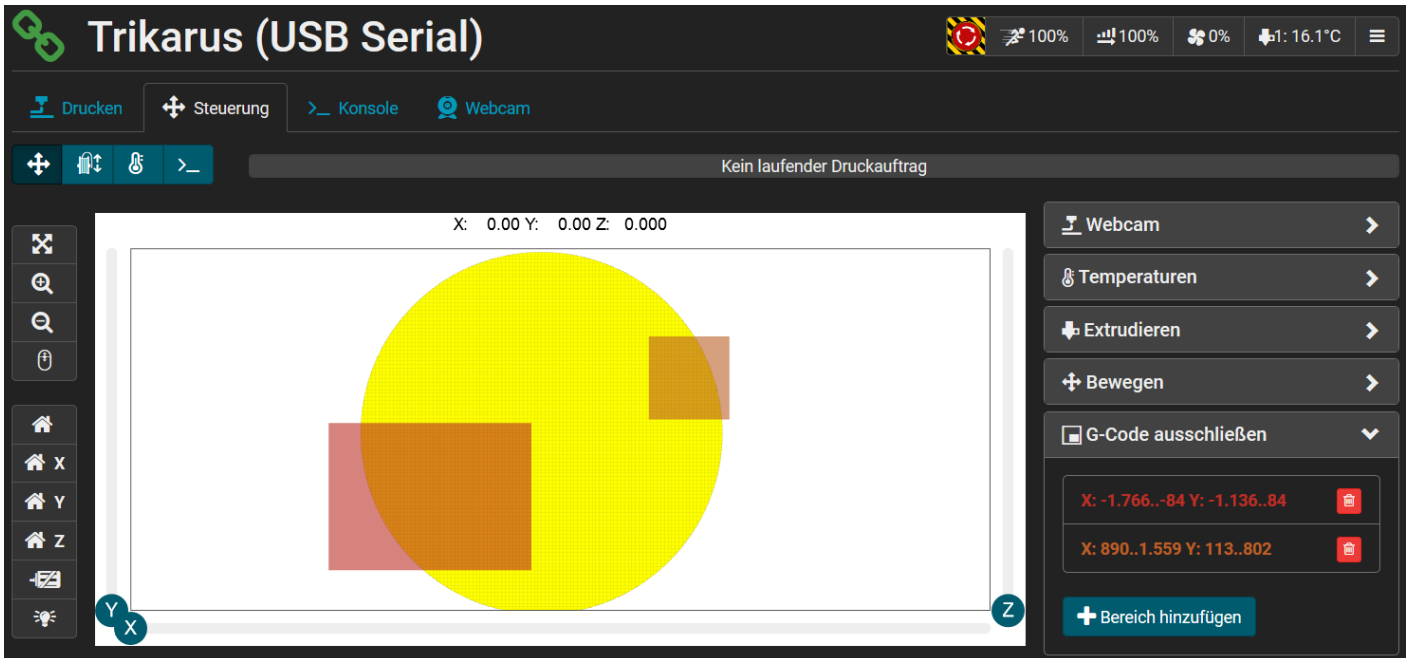 Trikarus (USB Serial)
100% 100% 0% 1: 16.1°C
Drucken Steuerung >_ Konsole Webcam
>_ Kein laufender Druckauftrag
X: 0.00 Y: 0.00 Z: 0.000
Webcam
Temperaturen
Extrudieren
Bewegen
G-Code ausschließen
X
Y
Z
X: -1.766..-84 Y: -1.136..84
X: 890..1.559 Y: 113..802
Bereich hinzufügen
Y
X
Z